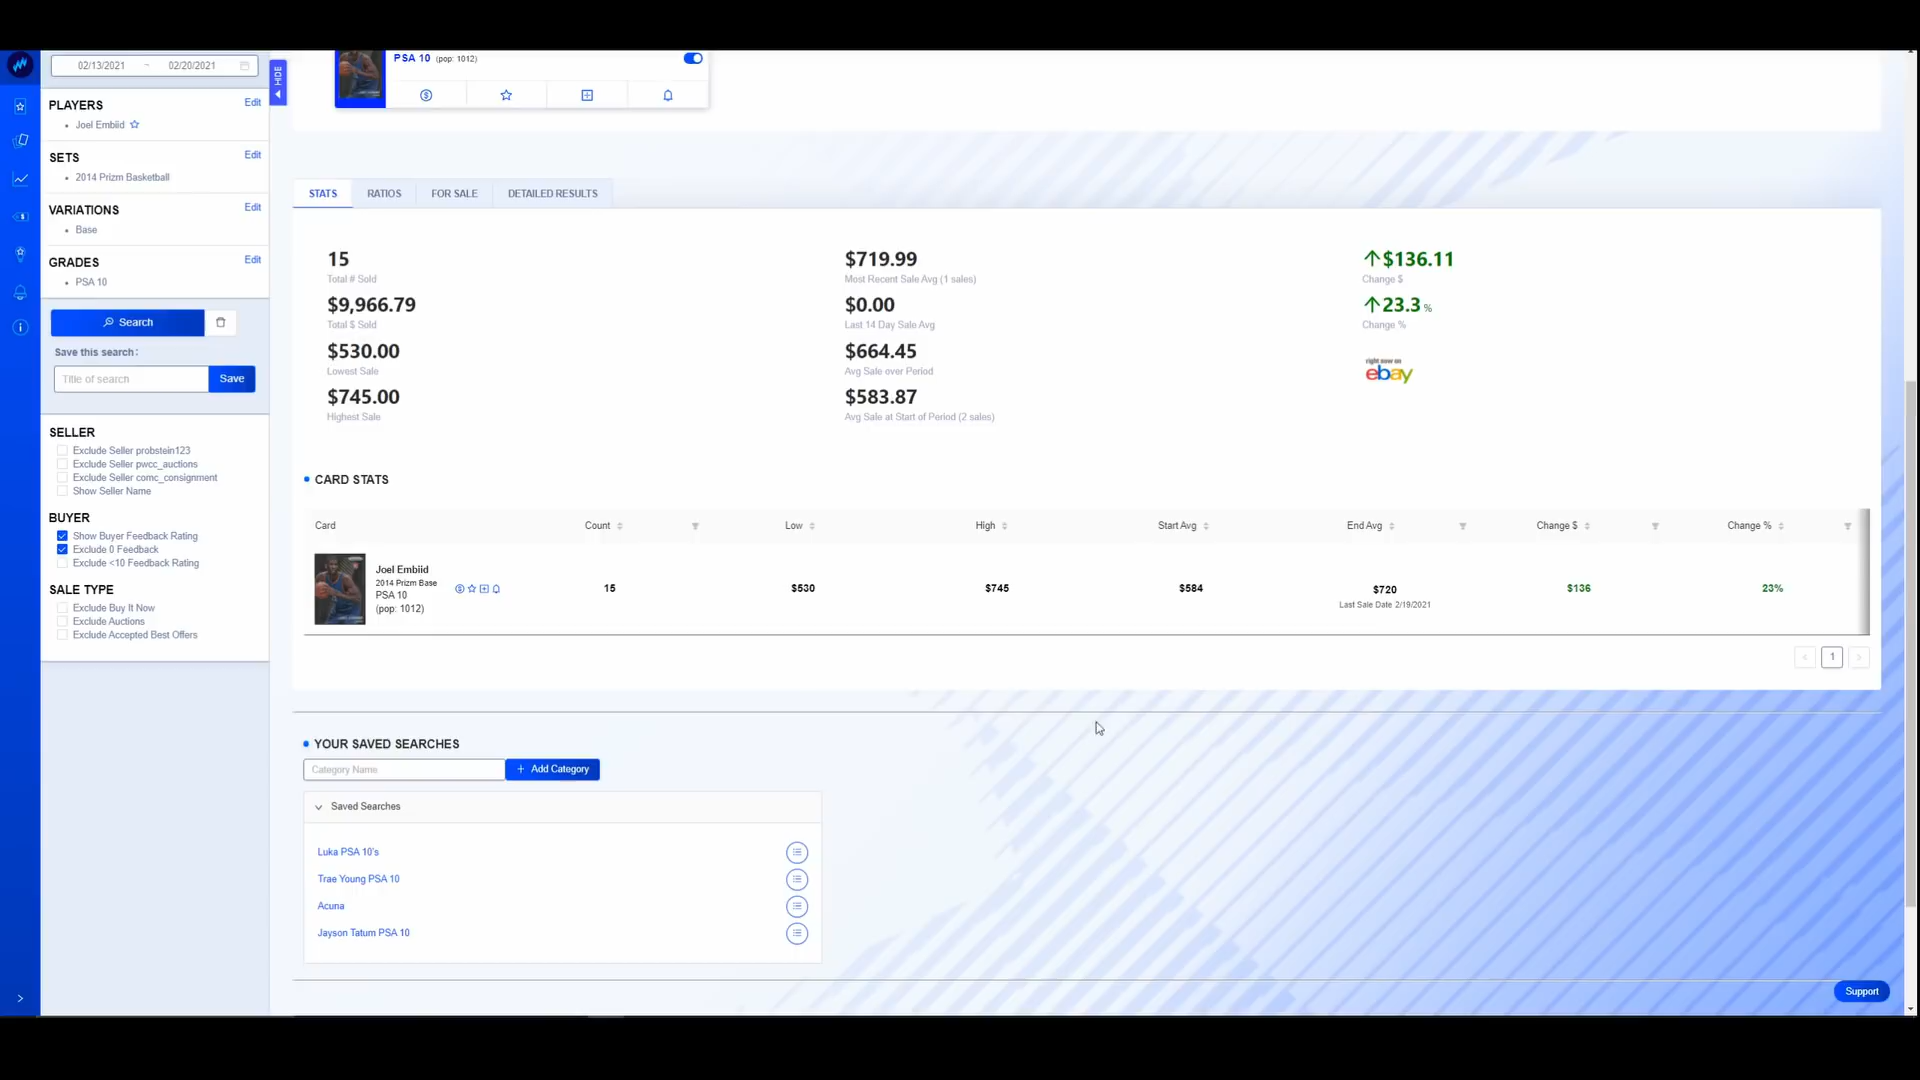 02/13/2021 ~ 02/20/2021
HIDE
PLAYERS Edit
Joel Embiid
SETS Edit
2014 Prizm Basketball
VARIATIONS Edit
Base
GRADES Edit
PSA 10
Search
Save this search:
Title of search Save
SELLER
Exclude Seller probstein123
Exclude Seller pwcc_auctions
Exclude Seller comc_consignment
Show Seller Name
BUYER
Show Buyer Feedback Rating
Exclude 0 Feedback
Exclude <10 Feedback Rating
SALE TYPE
Exclude Buy It Now
Exclude Auctions
Exclude Accepted Best Offers
PSA 10 (pop: 1012)
STATS RATIOS FOR SALE DETAILED RESULTS
15
Total # Sold
$9,966.79
Total $ Sold
$530.00
Lowest Sale
$745.00
Highest Sale
$719.99
Most Recent Sale Avg (1 sales)
$0.00
Last 14 Day Sale Avg
$664.45
Avg Sale over Period
$583.87
Avg Sale at Start of Period (2 sales)
↑$136.11
Change $
↑23.3 %
Change %
right now on
ebay
CARD STATS
Card Count Low High Start Avg End Avg Change $ Change %
Joel Embiid
2014 Prizm Base
PSA 10
(pop: 1012)
15 $530 $745 $584 $720 $136 23%
Last Sale Date 2/19/2021
< 1 >
YOUR SAVED SEARCHES
Category Name + Add Category
Saved Searches
Luka PSA 10's
Trae Young PSA 10
Acuna
Jayson Tatum PSA 10
Support